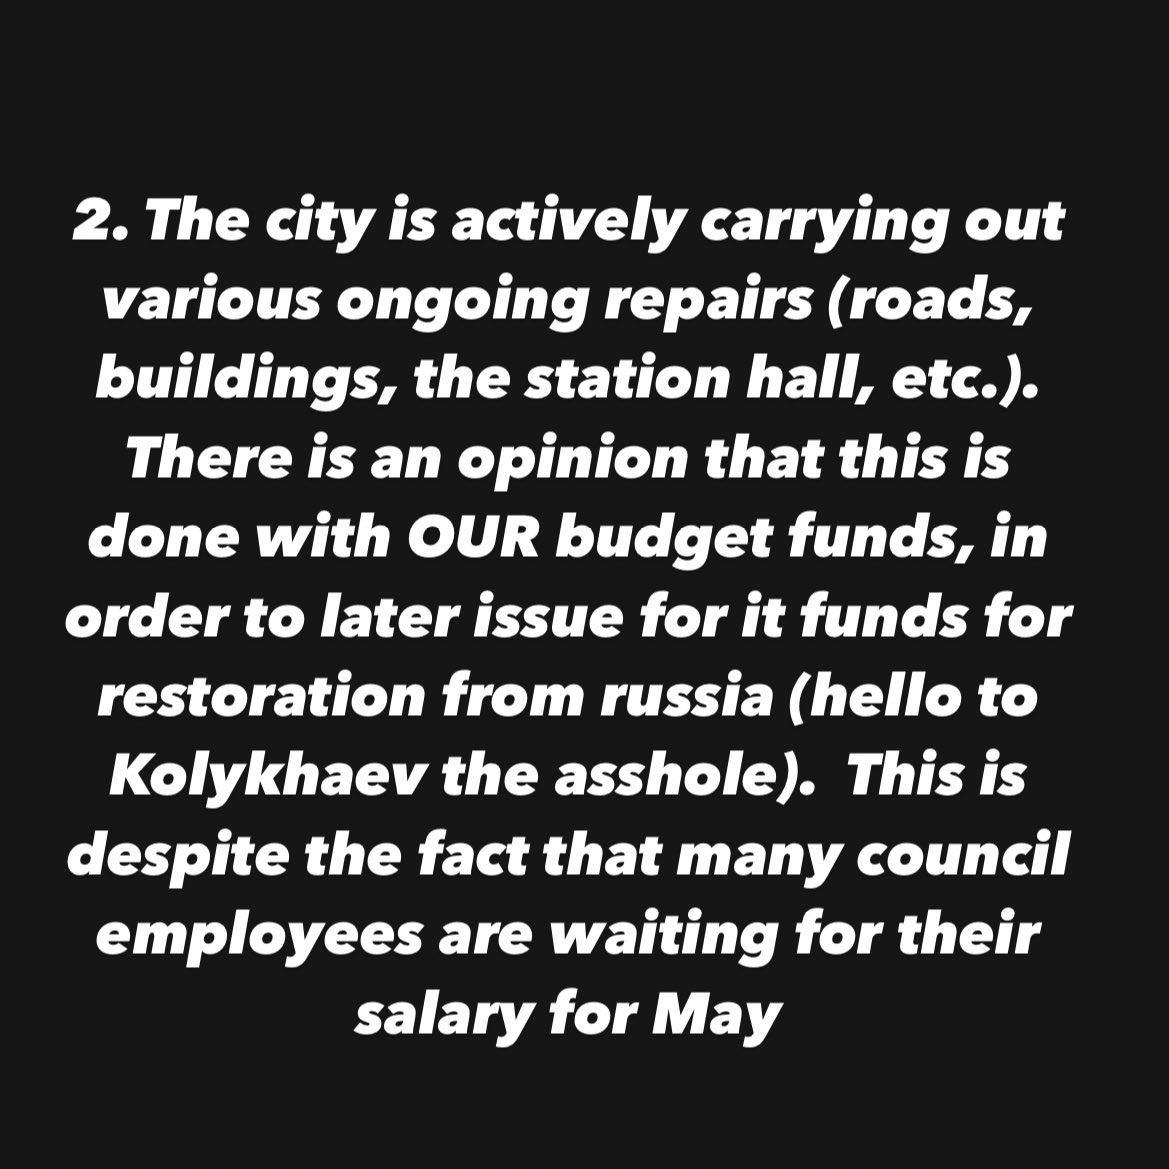 2. The city is actively carrying out
various ongoing repairs (roads,
buildings, the station hall, etc.).
There is an opinion that this is
done with OUR budget funds, in
order to later issue for it funds for
restoration from russia (hello to
Kolykhaev the asshole).  This is
despite the fact that many council
employees are waiting for their
salary for May